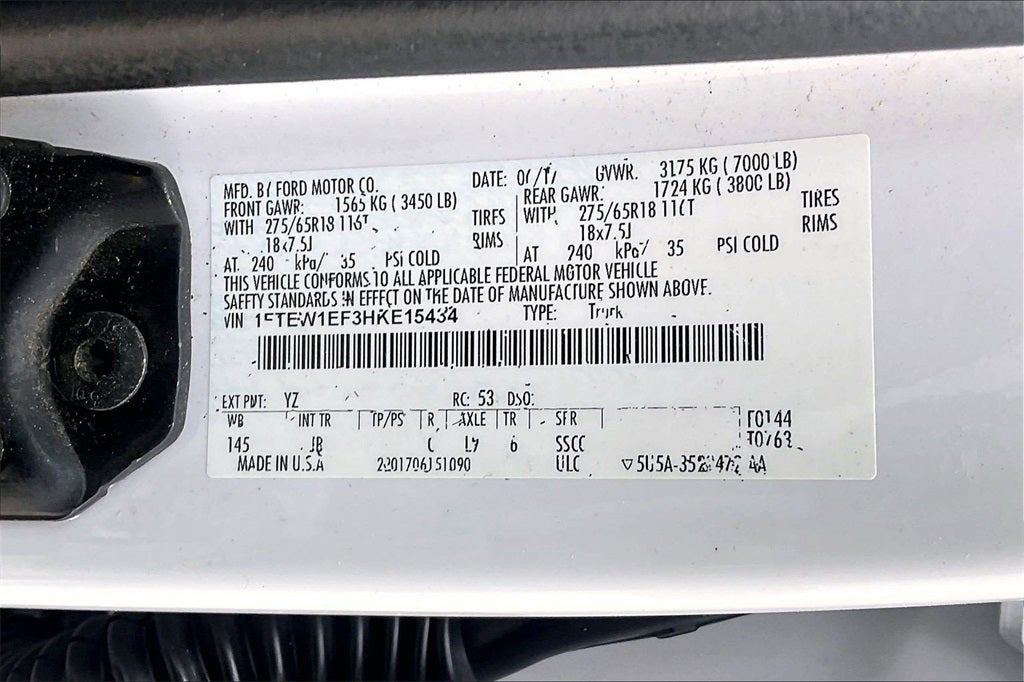 MFD. BY FORD MOTOR CO. DATE: GVWR. 3175 KG ( 7000 LB)
FRONT GAWR: 1565 KG ( 3450 LB) REAR GAWR: 1724 KG ( 3800 LB)
WITH 275/65R18 116T TIRES WITH 275/65R18 116T TIRES
18x7.5J RIMS 18x7.5J RIMS
AT 240 kPa/ 35 PSI COLD AT 240 kPa/ 35 PSI COLD
THIS VEHICLE CONFORMS TO ALL APPLICABLE FEDERAL MOTOR VEHICLE
SAFETY STANDARDS IN EFFECT ON THE DATE OF MANUFACTURE SHOWN ABOVE.
VIN 1FTEW1EF3HKE15434 TYPE: Truck
EXT PNT: YZ RC: 53 DSO:
WB INT TR TP/PS R AXLE TR SPR T0144
145 6 SSCC
MADE IN U.S.A ULC